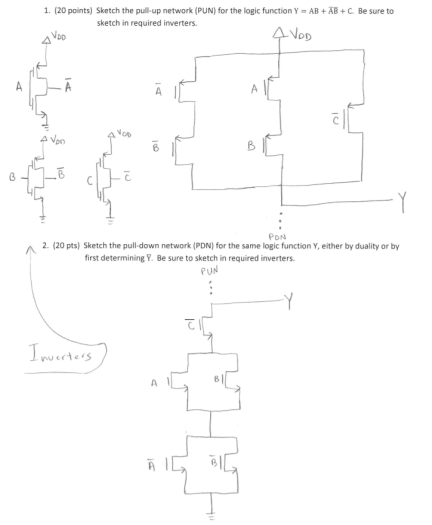 1. (20 points) Sketch the pull-up network (PUN) for the logic function Y = AB + A̅B̅ + C. Be sure to
sketch in required inverters.
VDD
VDD
A
A̅
A̅
A
C̅
VDD
VDD
B
B̅
C
C̅
B̅
B
Y
PDN
2. (20 pts) Sketch the pull-down network (PDN) for the same logic function Y, either by duality or by
first determining Y̅. Be sure to sketch in required inverters.
PUN
Y
C̅
Inverters
A
B
A̅
B̅